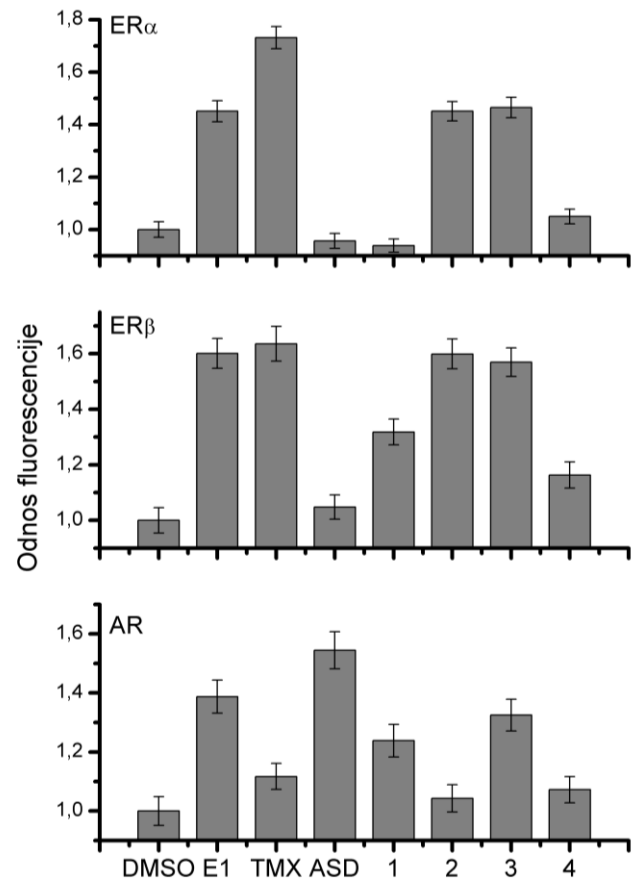 ERα
1,8
1,6
1,4
1,2
1,0
ERβ
1,6
1,4
1,2
1,0
Odnos fluorescencije
AR
1,6
1,4
1,2
1,0
DMSO E1 TMX ASD 1 2 3 4